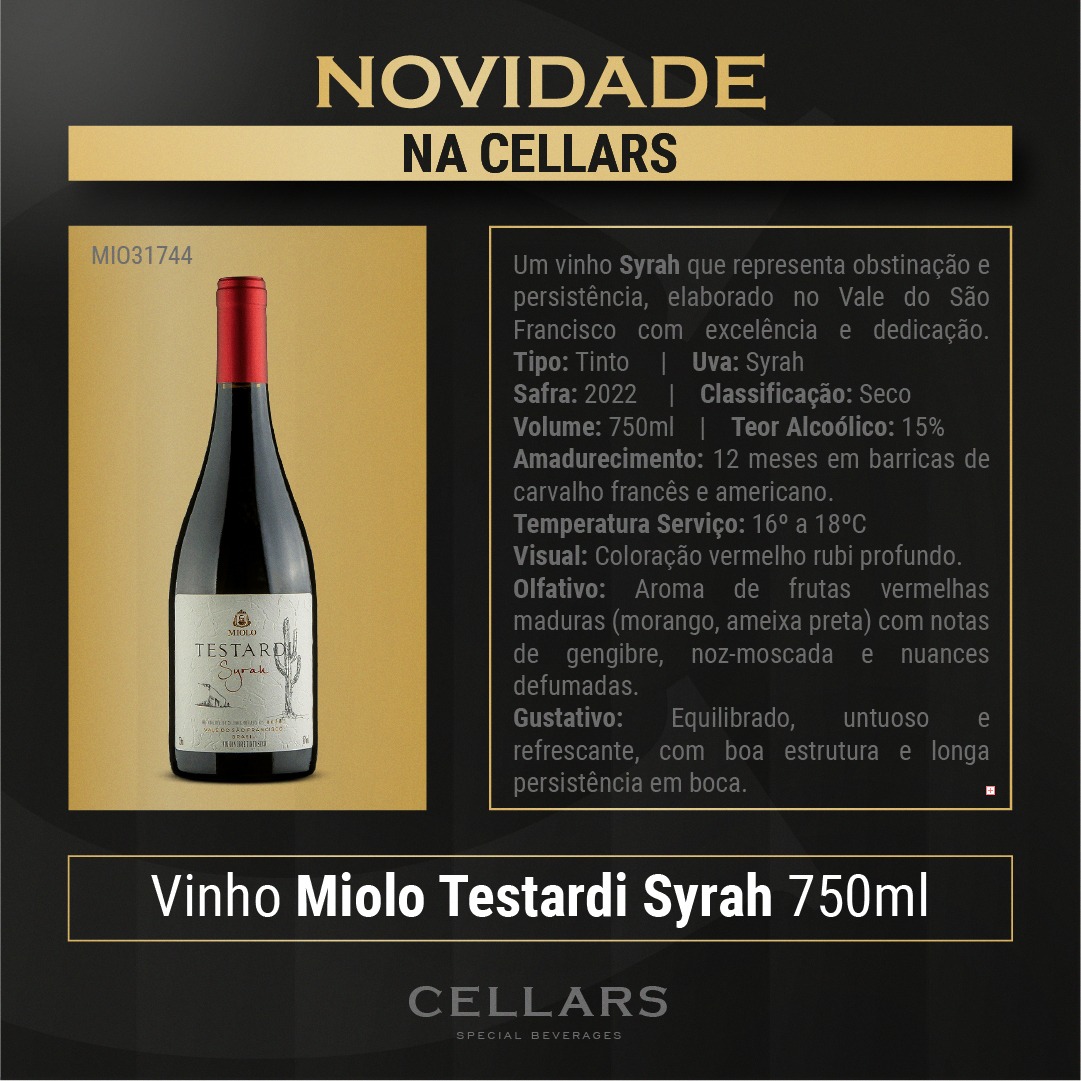 NOVIDADE
NA CELLARS
MIO31744
MIOLO
TESTARDI
Syrah
VALE DO SÃO FRANCISCO
BRASIL
Um vinho Syrah que representa obstinação e
persistência, elaborado no Vale do São
Francisco com excelência e dedicação.
Tipo: Tinto | Uva: Syrah
Safra: 2022 | Classificação: Seco
Volume: 750ml | Teor Alcoólico: 15%
Amadurecimento: 12 meses em barricas de
carvalho francês e americano.
Temperatura Serviço: 16º a 18ºC
Visual: Coloração vermelho rubi profundo.
Olfativo: Aroma de frutas vermelhas
maduras (morango, ameixa preta) com notas
de gengibre, noz-moscada e nuances
defumadas.
Gustativo: Equilibrado, untuoso e
refrescante, com boa estrutura e longa
persistência em boca.
Vinho Miolo Testardi Syrah 750ml
CELLARS
SPECIAL BEVERAGES